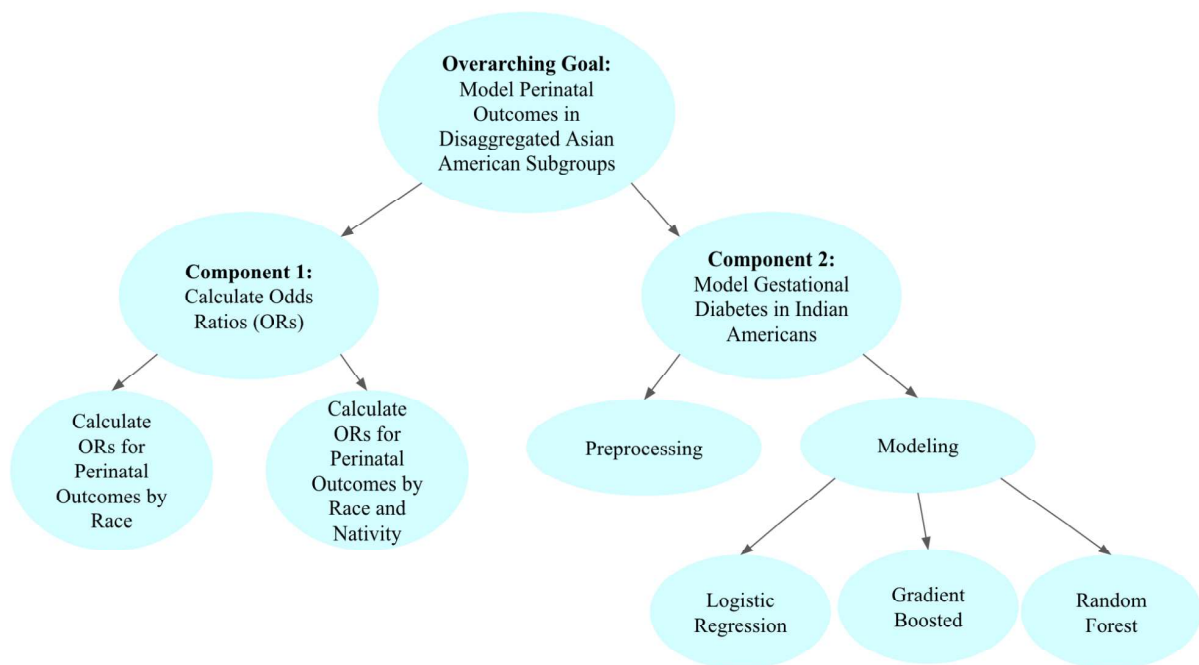 Overarching Goal:
Model Perinatal
Outcomes in
Disaggregated Asian
American Subgroups
Component 1:
Calculate Odds
Ratios (ORs)
Component 2:
Model Gestational
Diabetes in Indian
Americans
Calculate
ORs for
Perinatal
Outcomes by
Race
Calculate
ORs for
Perinatal
Outcomes by
Race and
Nativity
Preprocessing
Modeling
Logistic
Regression
Gradient
Boosted
Random
Forest